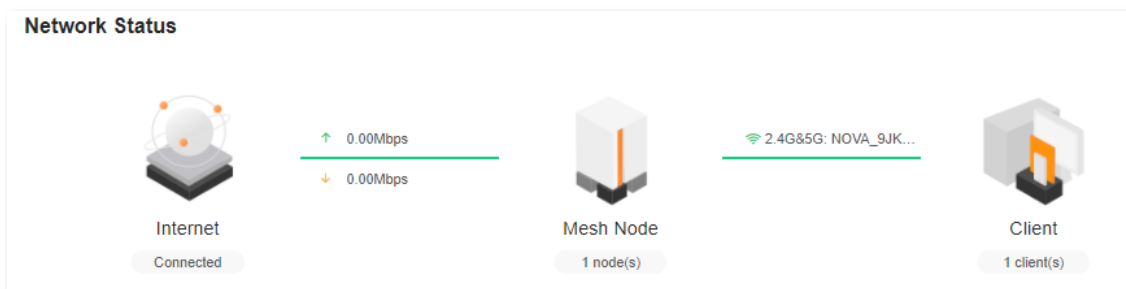 Network Status
↑ 0.00Mbps
2.4G&5G: NOVA_9JK...
↓ 0.00Mbps
Internet
Mesh Node
Client
Connected
1 node(s)
1 client(s)